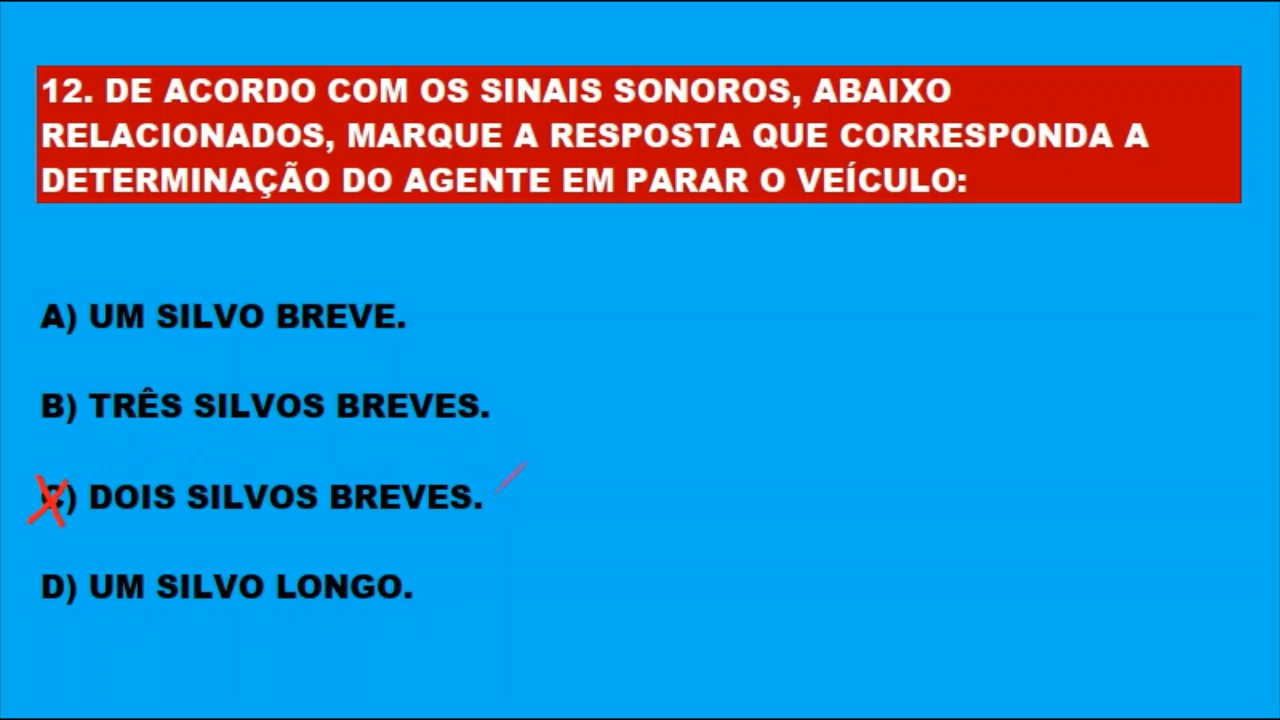 12. DE ACORDO COM OS SINAIS SONOROS, ABAIXO
RELACIONADOS, MARQUE A RESPOSTA QUE CORRESPONDA A
DETERMINAÇÃO DO AGENTE EM PARAR O VEÍCULO:
A) UM SILVO BREVE.
B) TRÊS SILVOS BREVES.
C) DOIS SILVOS BREVES.
D) UM SILVO LONGO.